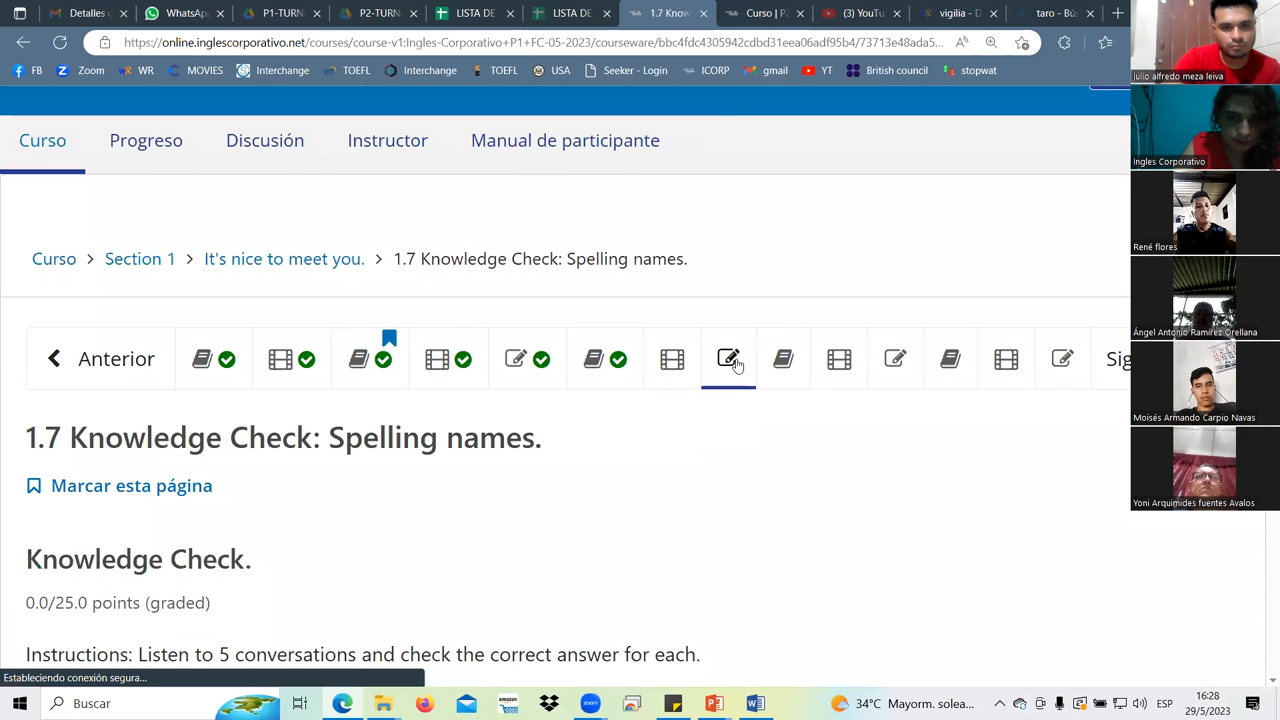 Detalles c
WhatsAp
P1-TURN
P2-TURN
LISTA DE
LISTA DE
1.7 Know
Curso | P
(3) YouTu
vigilia - D
taro - Bús
https://online.inglescorporativo.net/courses/course-v1:Ingles-Corporativo+P1+FC-05-2023/courseware/bbc4fdc4305942cdbd31eea06adf95b4/73713e48ada5...
FB
Zoom
WR
MOVIES
Interchange
TOEFL
Interchange
TOEFL
USA
Seeker - Login
ICORP
gmail
YT
British council
stopwat
Curso
Progreso
Discusión
Instructor
Manual de participante
Curso > Section 1 > It's nice to meet you. > 1.7 Knowledge Check: Spelling names.
Anterior
Sig
1.7 Knowledge Check: Spelling names.
Marcar esta página
Knowledge Check.
0.0/25.0 points (graded)
Instructions: Listen to 5 conversations and check the correct answer for each.
Estableciendo conexión segura...
julio alfredo meza leiva
Ingles Corporativo
René flores
Ángel Antonio Ramírez Orellana
Moisés Armando Carpio Navas
Yoni Arquimides fuentes Avalos
Buscar
amazon
zoom
34°C Mayorm. solea...
ESP
16:28
29/5/2023